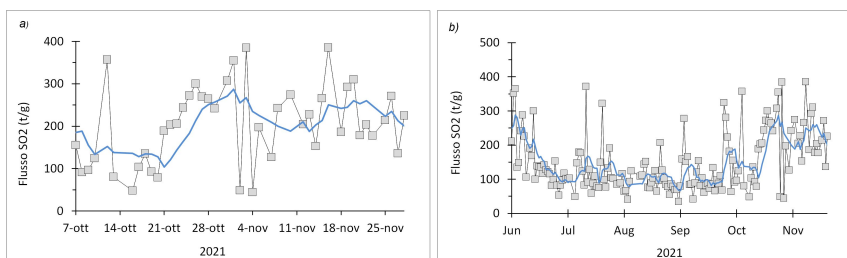 a)
Flusso SO2 (t/g)
400
300
200
100
0
7-ott 14-ott 21-ott 28-ott 4-nov 11-nov 18-nov 25-nov
2021
b)
Flusso SO2 (t/g)
500
400
300
200
100
0
Jun Jul Aug Sep Oct Nov
2021